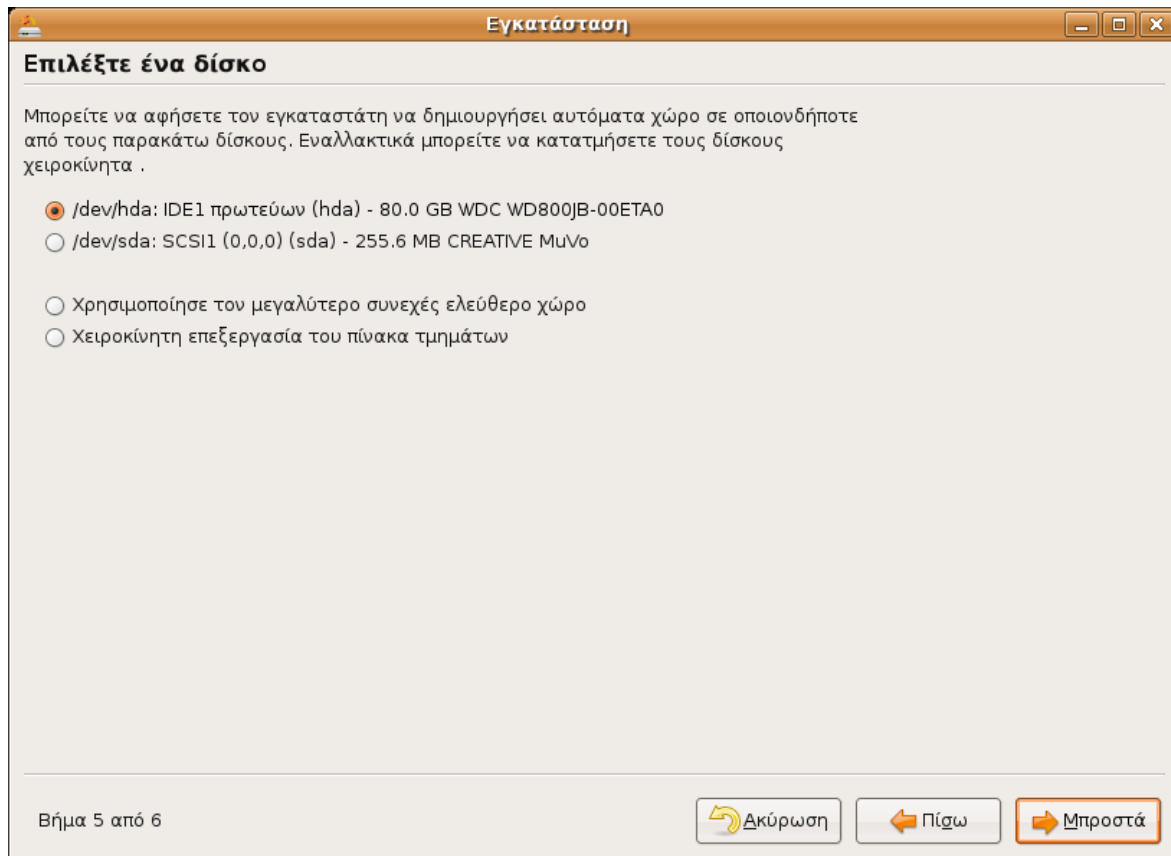 Εγκατάσταση
Επιλέξτε ένα δίσκο
Μπορείτε να αφήσετε τον εγκαταστάτη να δημιουργήσει αυτόματα χώρο σε οποιονδήποτε
από τους παρακάτω δίσκους. Εναλλακτικά μπορείτε να κατατμήσετε τους δίσκους
χειροκίνητα .
/dev/hda: IDE1 πρωτεύων (hda) - 80.0 GB WDC WD800JB-00ETA0
/dev/sda: SCSI1 (0,0,0) (sda) - 255.6 MB CREATIVE MuVo
Χρησιμοποίησε τον μεγαλύτερο συνεχές ελεύθερο χώρο
Χειροκίνητη επεξεργασία του πίνακα τμημάτων
Βήμα 5 από 6
Ακύρωση
Πίσω
Μπροστά